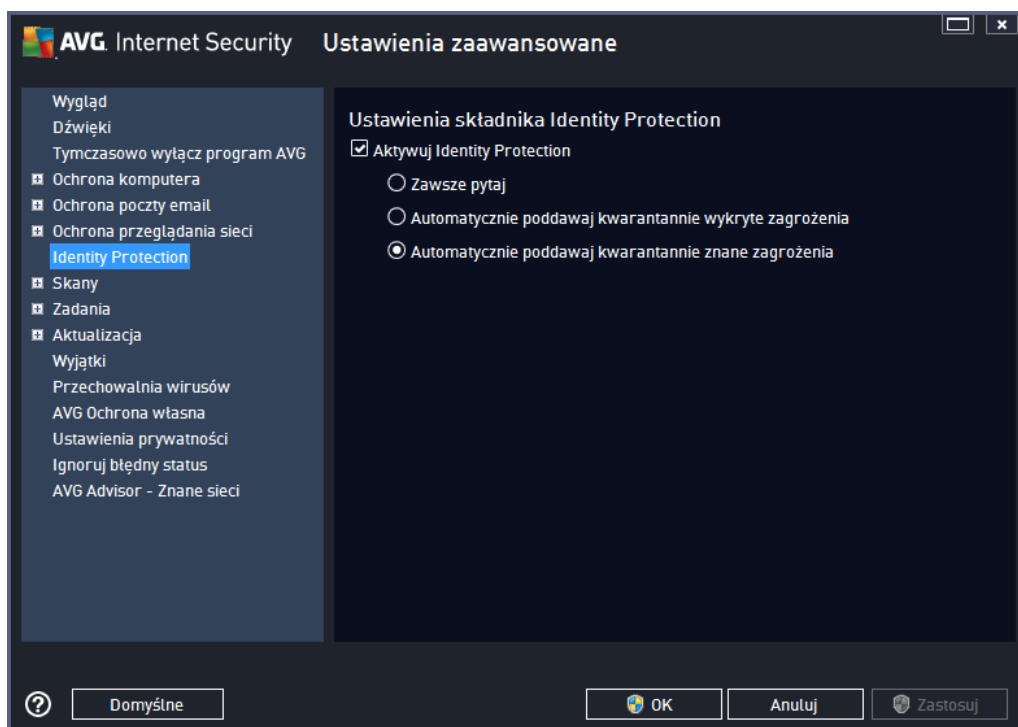 AVG. Internet Security
Ustawienia zaawansowane
Wygląd
Dźwięki
Tymczasowo wyłącz program AVG
Ochrona komputera
Ochrona poczty email
Ochrona przeglądania sieci
Identity Protection
Skany
Zadania
Aktualizacja
Wyjątki
Przechowalnia wirusów
AVG Ochrona własna
Ustawienia prywatności
Ignoruj błędny status
AVG Advisor - Znane sieci
Ustawienia składnika Identity Protection
Aktywuj Identity Protection
Zawsze pytaj
Automatycznie poddawaj kwarantannie wykryte zagrożenia
Automatycznie poddawaj kwarantannie znane zagrożenia
Domyślne
OK
Anuluj
Zastosuj